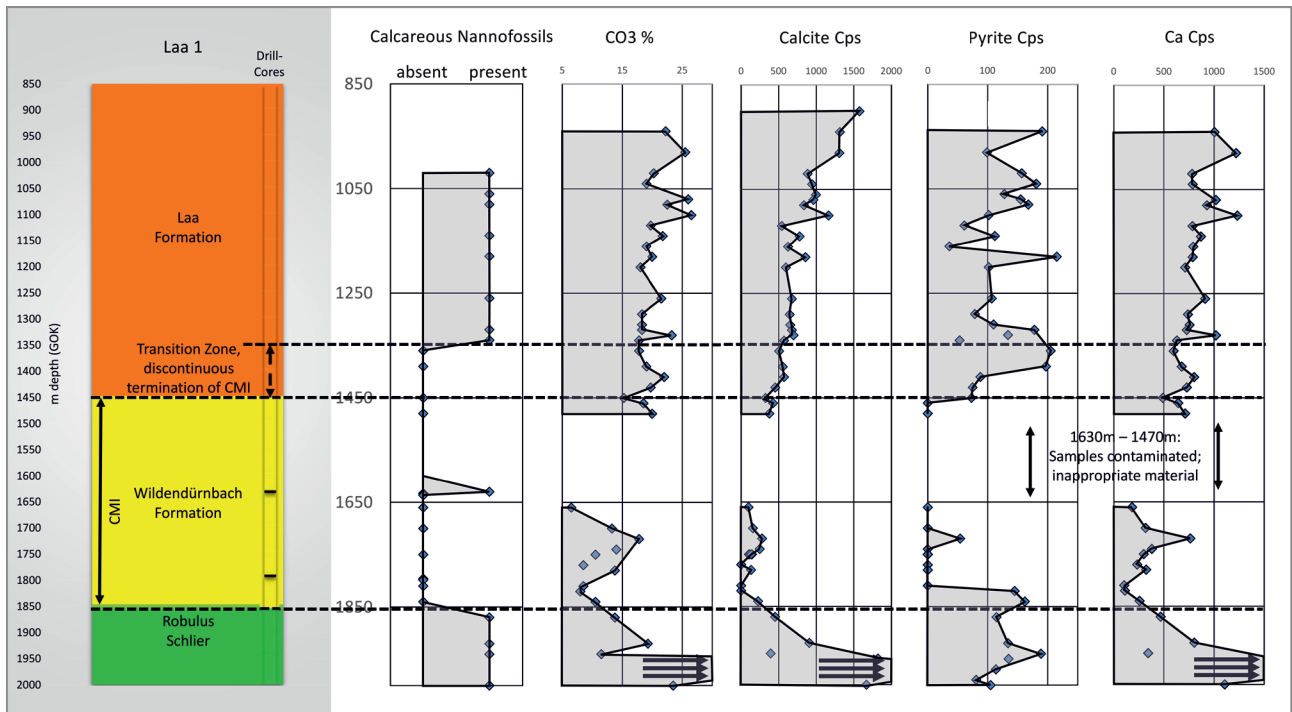 Laa 1
Drill-
Cores
Calcareous Nannofossils
absent
present
CO3 %
5
15
25
Calcite Cps
0
500
1000
1500
2000
Pyrite Cps
0
100
200
Ca Cps
0
500
1000
1500
m depth (GOK)
850
900
950
1000
1050
1100
1150
1200
1250
1290
1310
1350
1400
1450
1500
1600
1650
1700
1750
1800
1850
1900
1950
2000
Laa
Formation
Transition Zone,
discontinuous
termination of CMI
CMI
Wildendürnbach
Formation
Robulus
Schlier
850
1050
1250
1450
1650
1850
1630m – 1470m:
Samples contaminated;
inappropriate material